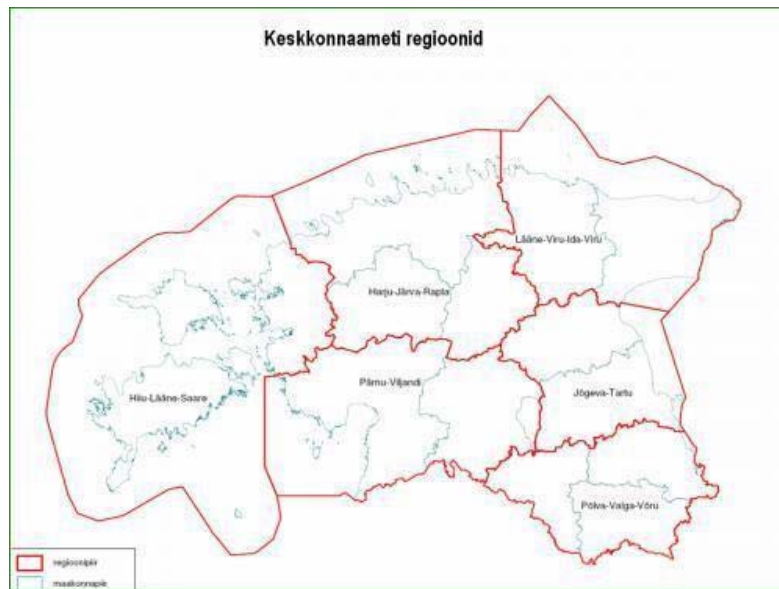 Keskkonnaameti regioonid
Lääne-Viru-Ida-Viru
Harju-Järva-Rapla
Pärnu-Viljandi
Hiiu-Lääne-Saare
Jõgeva-Tartu
Põlva-Valga-Võru
regioonipiir
maakonnapiir